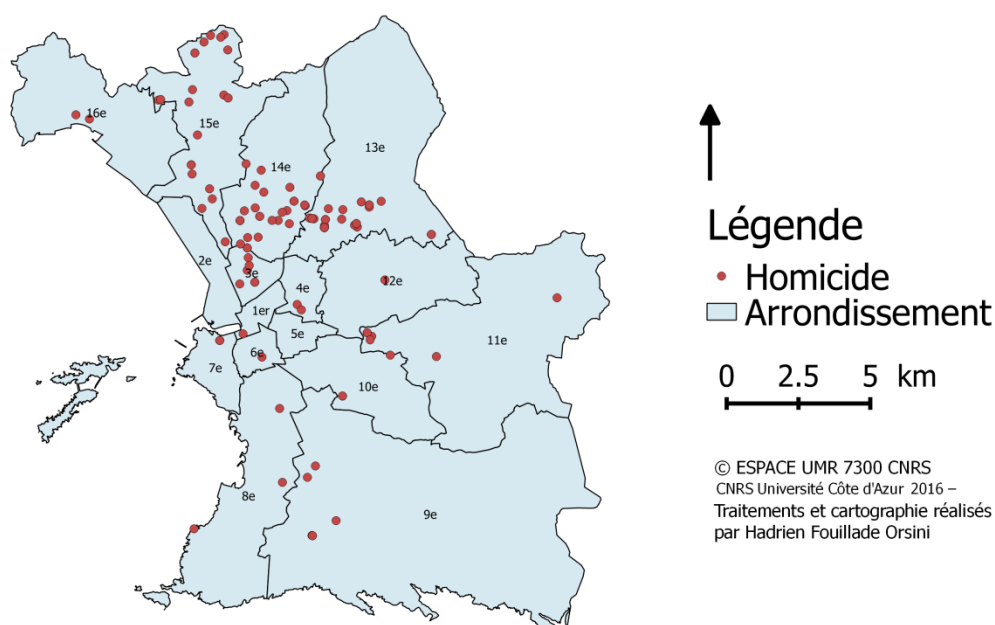 16e
15e
14e
13e
2e
3e
4e
12e
1er
5e
11e
7e
6e
10e
8e
9e
Légende
Homicide
Arrondissement
0 2.5 5 km
© ESPACE UMR 7300 CNRS
CNRS Université Côte d'Azur 2016 –
Traitements et cartographie réalisés
par Hadrien Fouillade Orsini